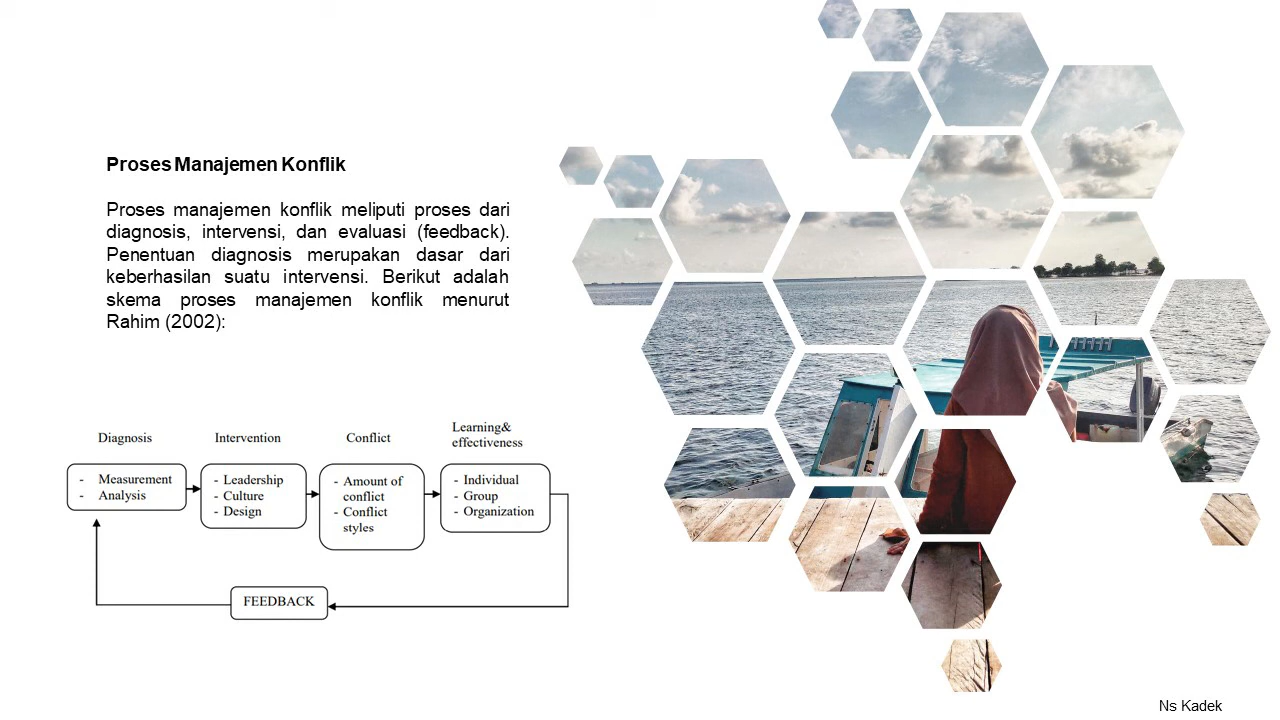 Proses Manajemen Konflik
Proses manajemen konflik meliputi proses dari
diagnosis, intervensi, dan evaluasi (feedback).
Penentuan diagnosis merupakan dasar dari
keberhasilan suatu intervensi. Berikut adalah
skema proses manajemen konflik menurut
Rahim (2002):
Diagnosis
- Measurement
- Analysis
Intervention
- Leadership
- Culture
- Design
Conflict
- Amount of
conflict
- Conflict
styles
Learning&
effectiveness
- Individual
- Group
- Organization
FEEDBACK
Ns Kadek